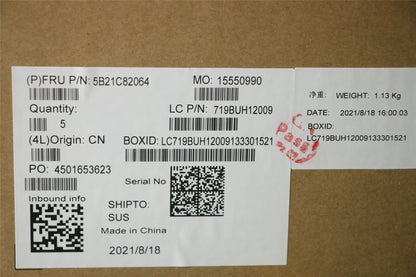 (P)FRU P/N: 5B21C82064
MO: 15550990
Quantity:
5
LC P/N: 719BUH12009
(4L)Origin: CN
BOXID: LC719BUH12009133301521
PO: 4501653623
Serial No
Inbound info
SHIPTO:
SUS
Made in China
2021/8/18
净重: WEIGHT: 1.13 Kg
DATE: 2021/8/18 16:00:03
BOXID:
LC719BUH12009133301521
Pass